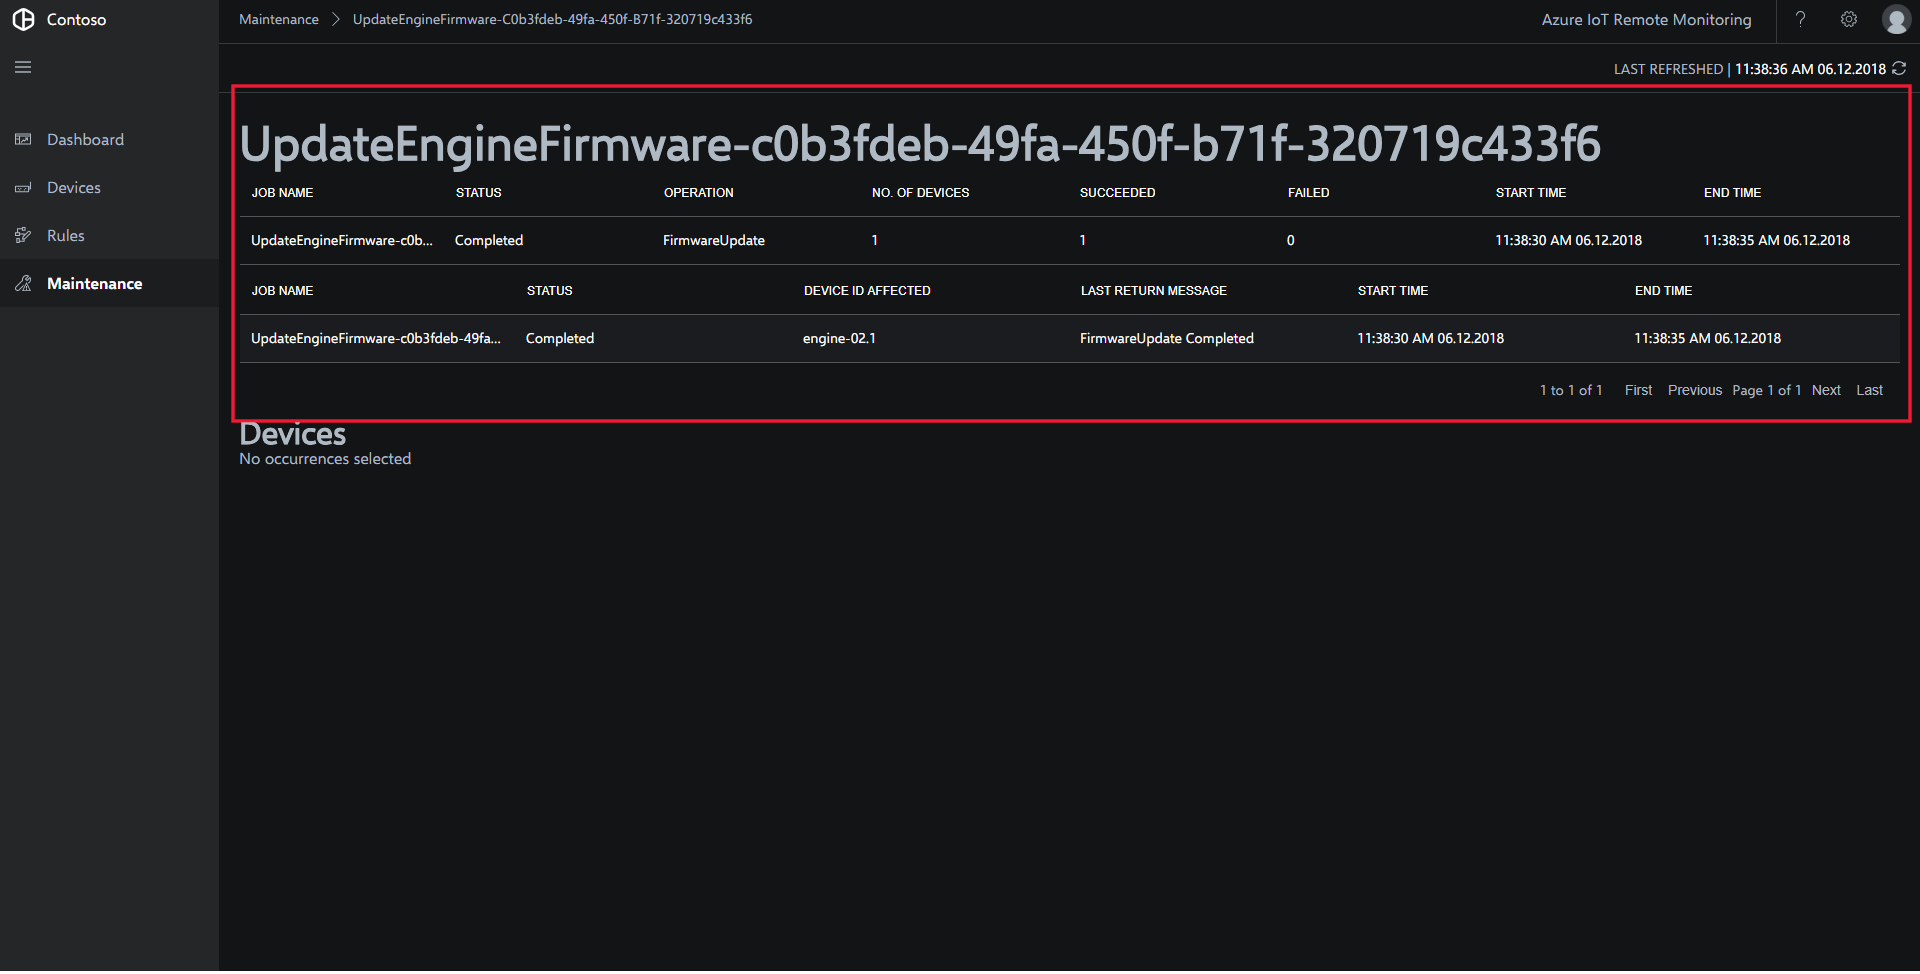 Contoso
Maintenance UpdateEngineFirmware-C0b3fdeb-49fa-450f-B71f-320719c433f6
Azure IoT Remote Monitoring ?
LAST REFRESHED | 11:38:36 AM 06.12.2018
Dashboard
Devices
Rules
Maintenance
UpdateEngineFirmware-c0b3fdeb-49fa-450f-b71f-320719c433f6
JOB NAME STATUS OPERATION NO. OF DEVICES SUCCEEDED FAILED START TIME END TIME
UpdateEngineFirmware-c0b... Completed FirmwareUpdate 1 1 0 11:38:30 AM 06.12.2018 11:38:35 AM 06.12.2018
JOB NAME STATUS DEVICE ID AFFECTED LAST RETURN MESSAGE START TIME END TIME
UpdateEngineFirmware-c0b3fdeb-49fa... Completed engine-02.1 FirmwareUpdate Completed 11:38:30 AM 06.12.2018 11:38:35 AM 06.12.2018
1 to 1 of 1 First Previous Page 1 of 1 Next Last
Devices
No occurrences selected